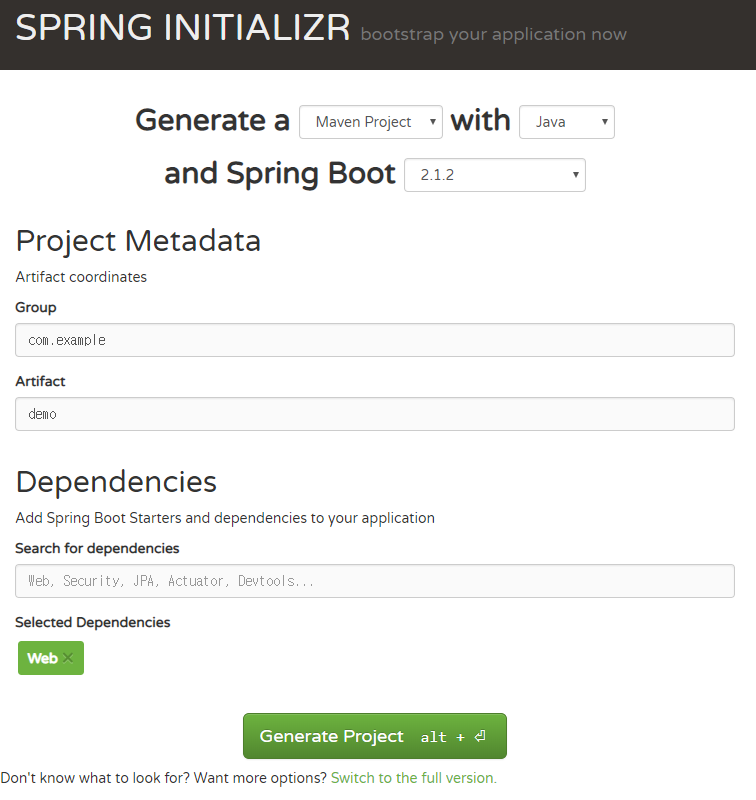 SPRING INITIALIZR bootstrap your application now
Generate a Maven Project with Java
and Spring Boot 2.1.2
Project Metadata
Artifact coordinates
Group
com.example
Artifact
demo
Dependencies
Add Spring Boot Starters and dependencies to your application
Search for dependencies
Web, Security, JPA, Actuator, Devtools...
Selected Dependencies
Web ×
Generate Project alt + ⏎
Don't know what to look for? Want more options? Switch to the full version.